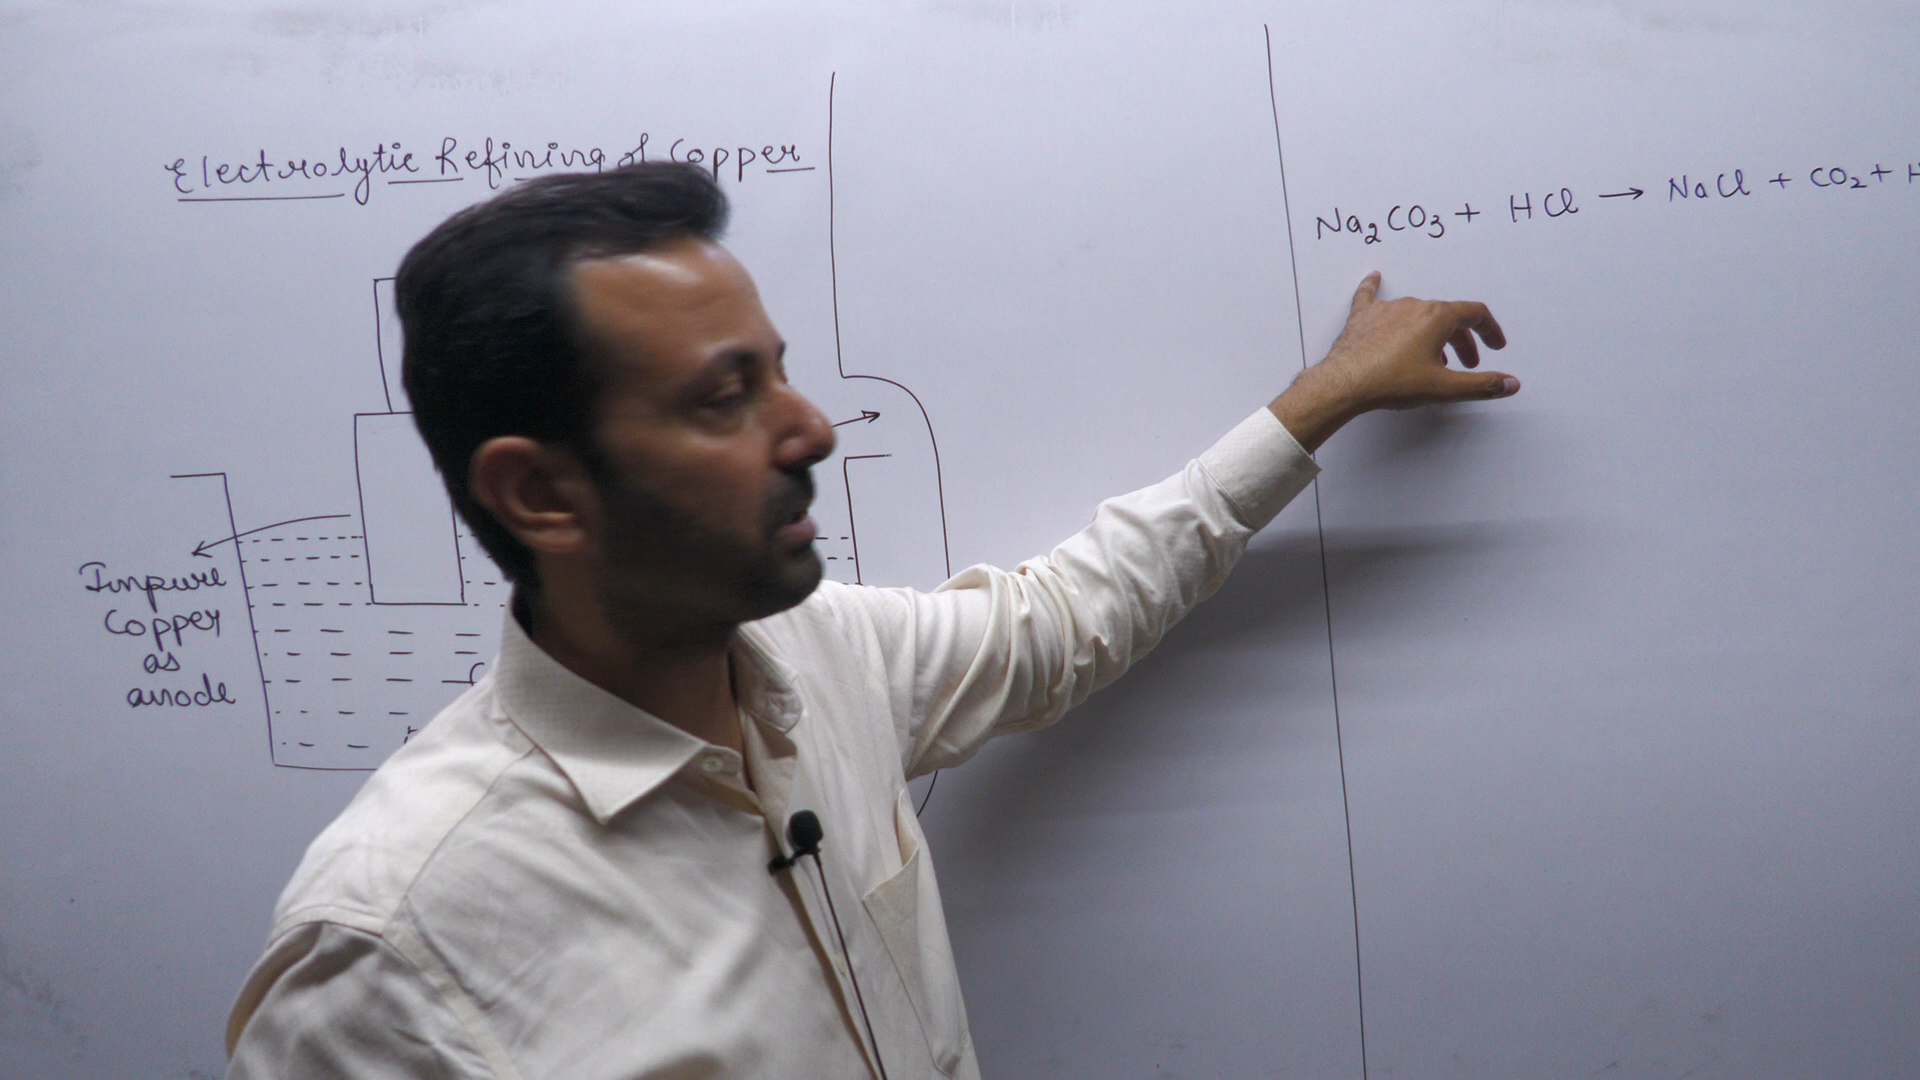 Electrolytic Refining of Copper
Impure
Copper
as
anode
Na₂CO₃ + HCl → NaCl + CO₂ + H